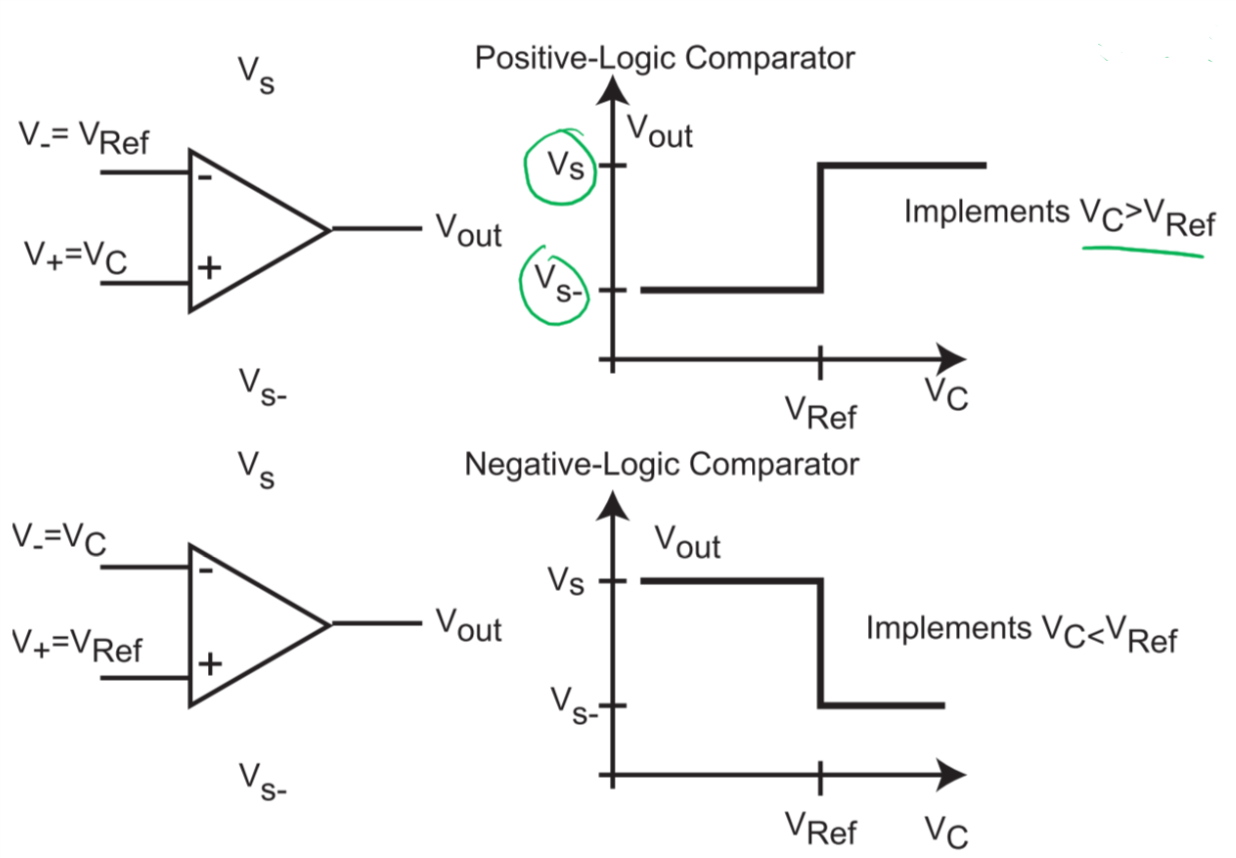 Positive-Logic Comparator
Vs
V-= VRef
-
V+=VC
+
Vout
Vs-
Vout
Vs
Vs-
Implements VC>VRef
VRef
VC
Negative-Logic Comparator
Vs
V-=VC
-
V+=VRef
+
Vout
Vs-
Vout
Vs
Vs-
Implements VC<VRef
VRef
VC